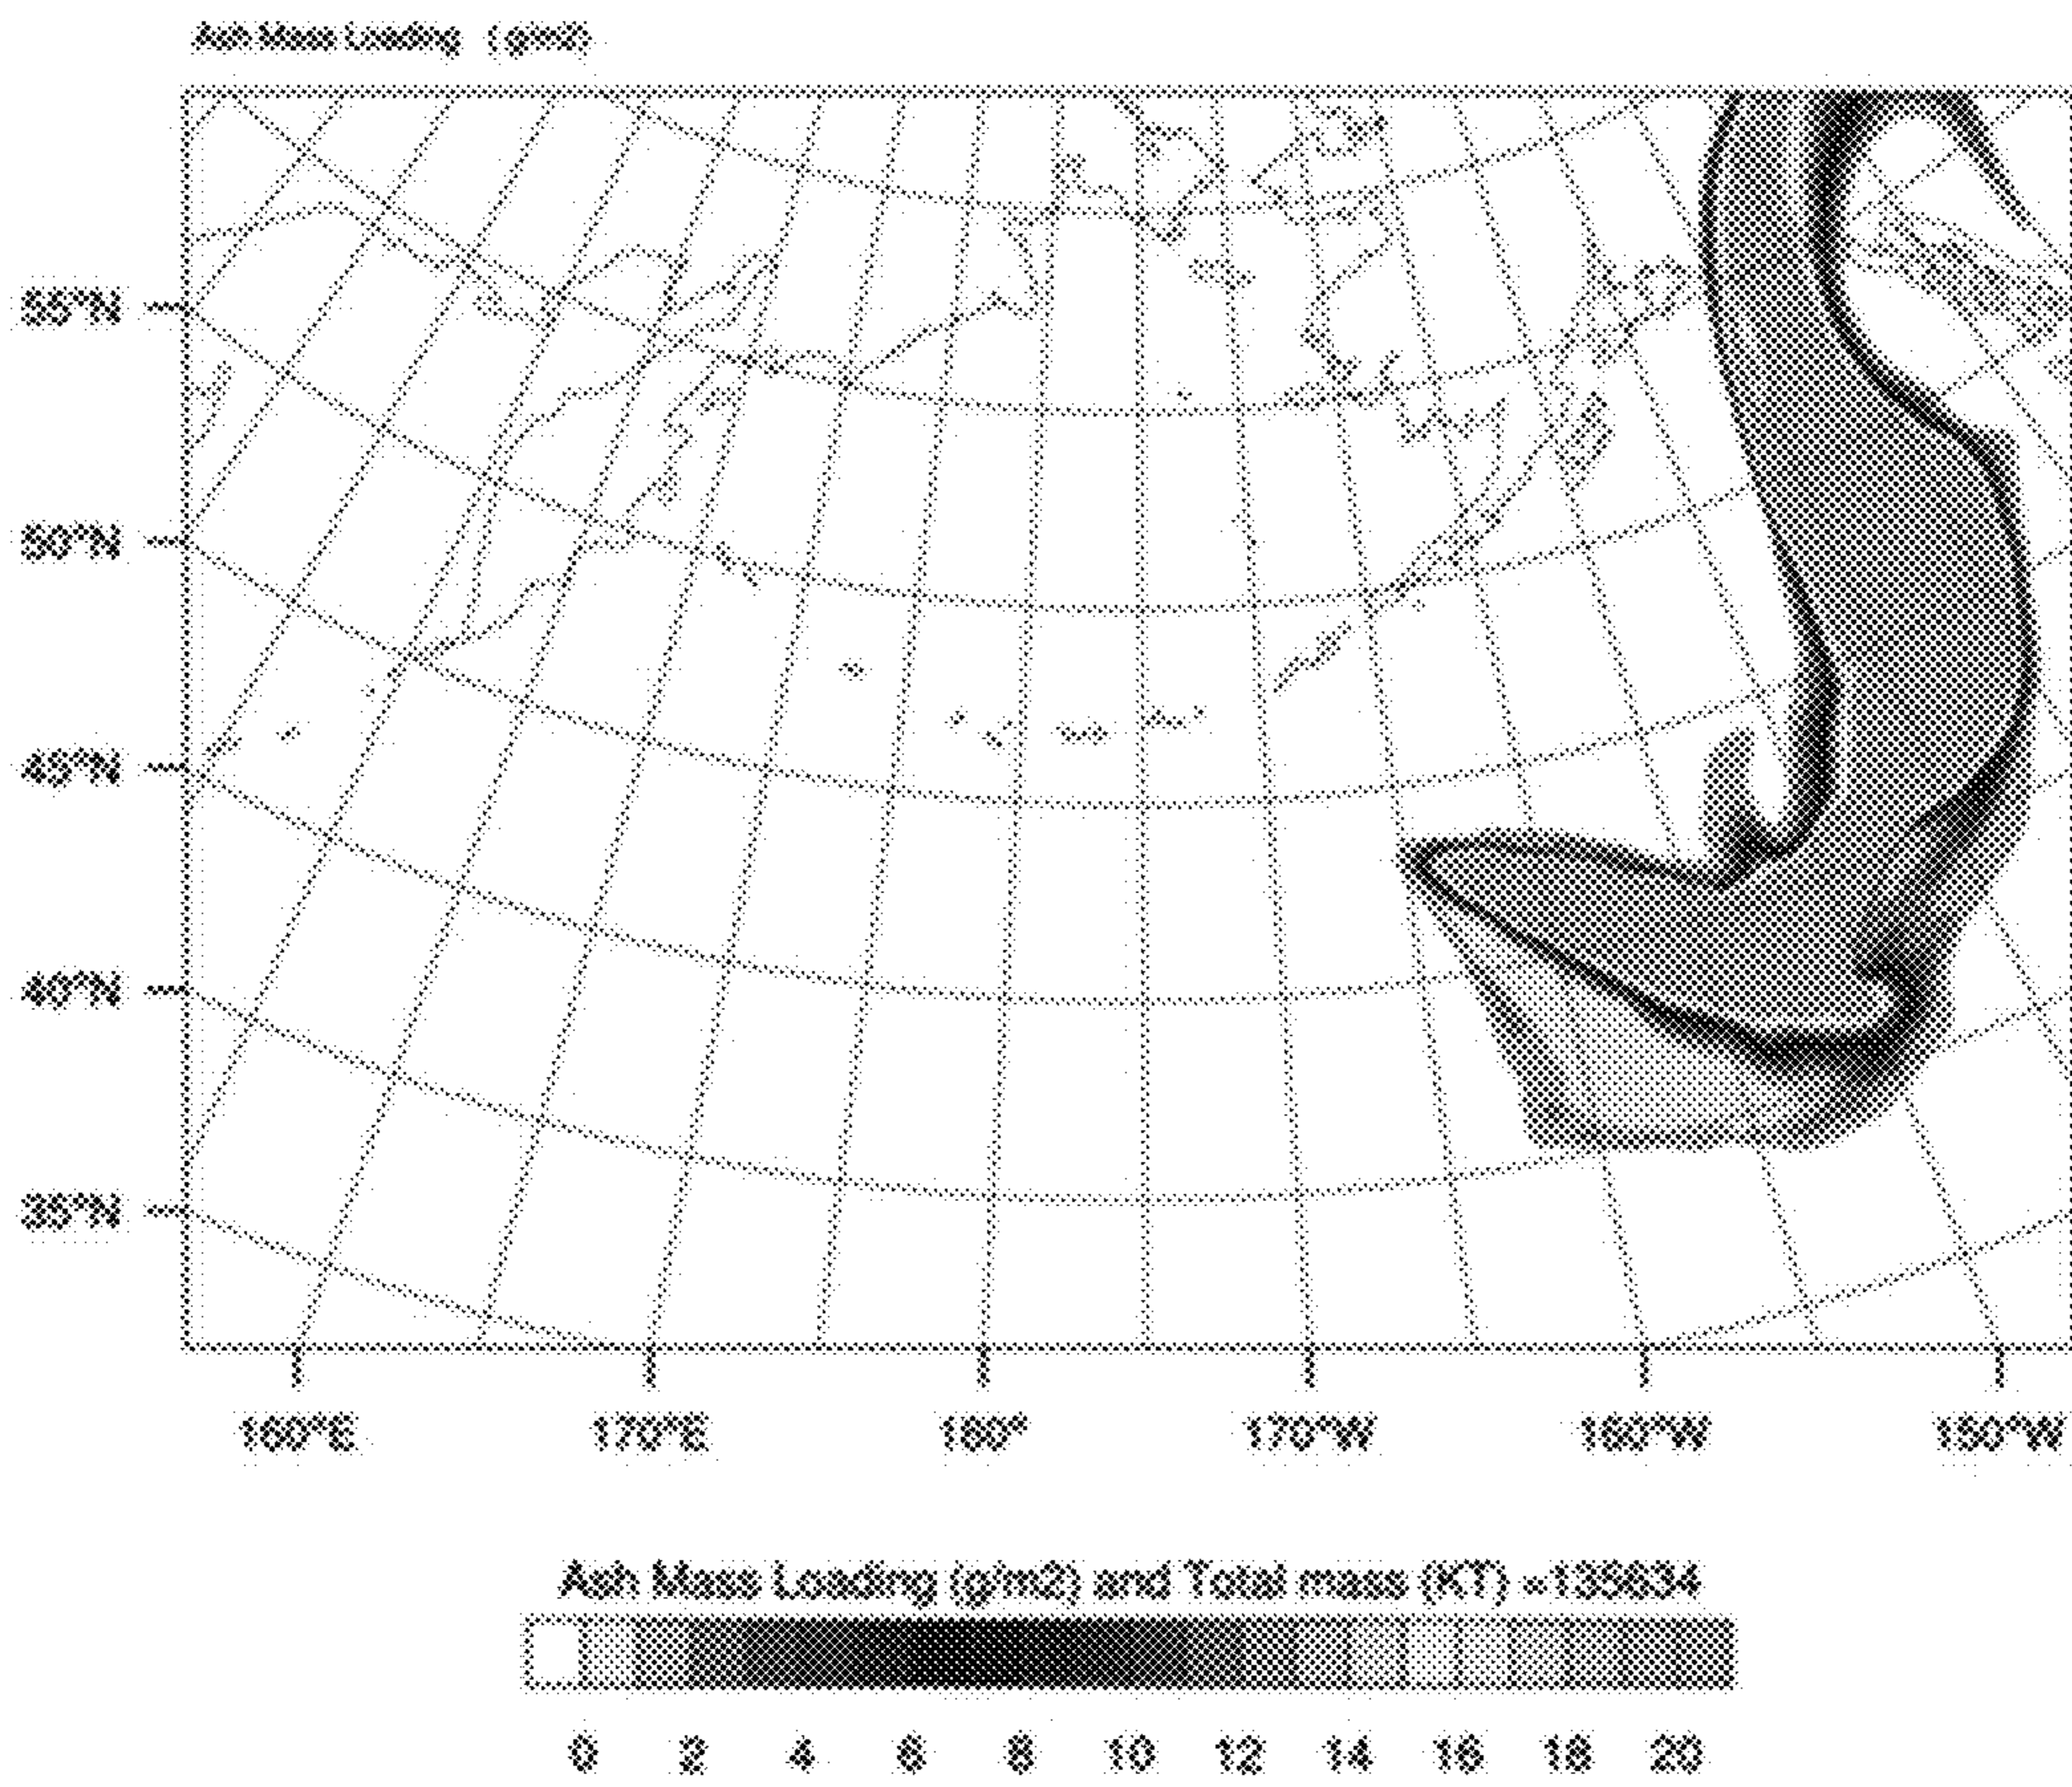 Ash Mass Loading (g/m2)
55°N
50°N
45°N
40°N
35°N
160°E 170°E 180° 170°W 160°W 150°W
Ash Mass Loading (g/m2) and Total mass (KT) =
0 2 4 6 8 10 12 14 16 18 20